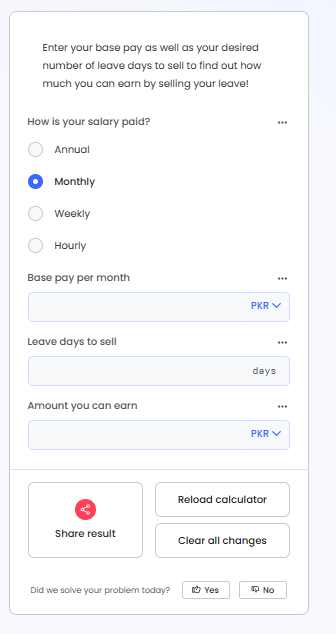 Enter your base pay as well as your desired
number of leave days to sell to find out how
much you can earn by selling your leave!
How is your salary paid?
Annual
Monthly
Weekly
Hourly
Base pay per month
PKR
Leave days to sell
days
Amount you can earn
PKR
Share result
Reload calculator
Clear all changes
Did we solve your problem today? Yes No